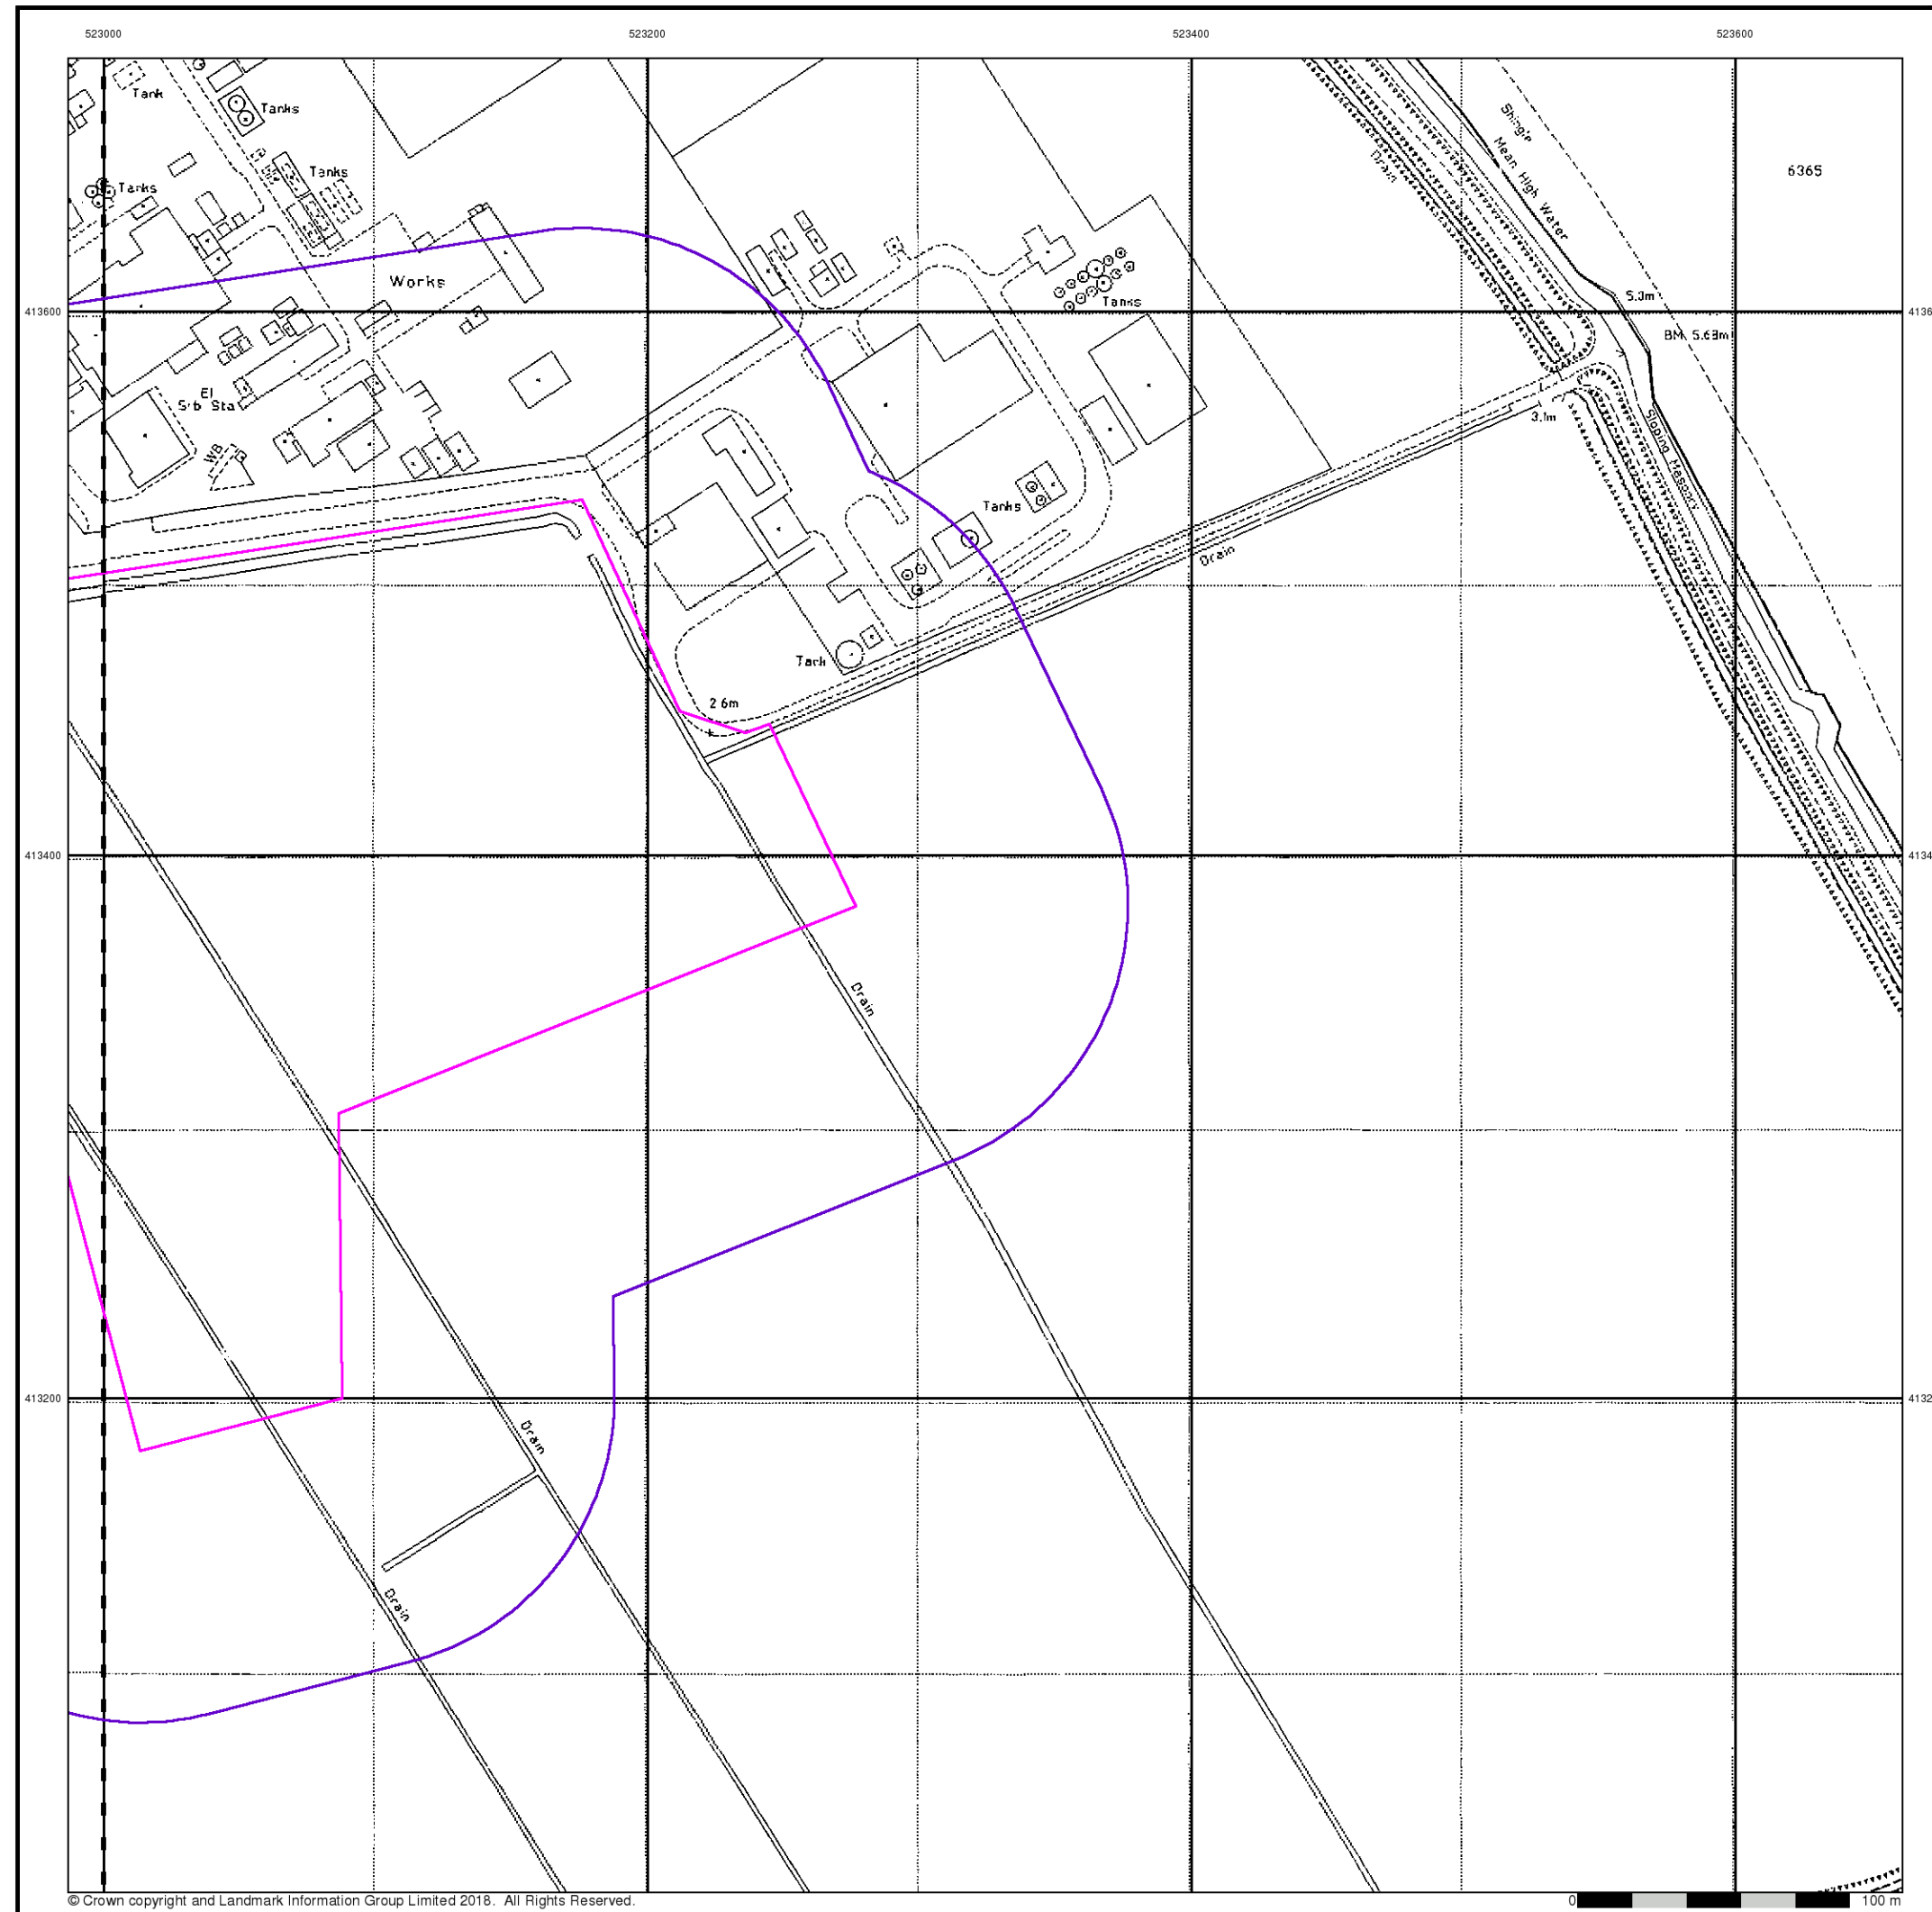 523000 523200 523400 523600
Tank
Tanks
Tanks
Tanks
Shingle
Mean High Water
Drain
6365
Works
Tanks
5.3m
413600
BM 5.63m
El
Sub Sta
WB
3.1m
Sloping Masonry
Tanks
Drain
Tank
2.6m
413400
Drain
413200
Drain
Drain
© Crown copyright and Landmark Information Group Limited 2018. All Rights Reserved.
0 100 m